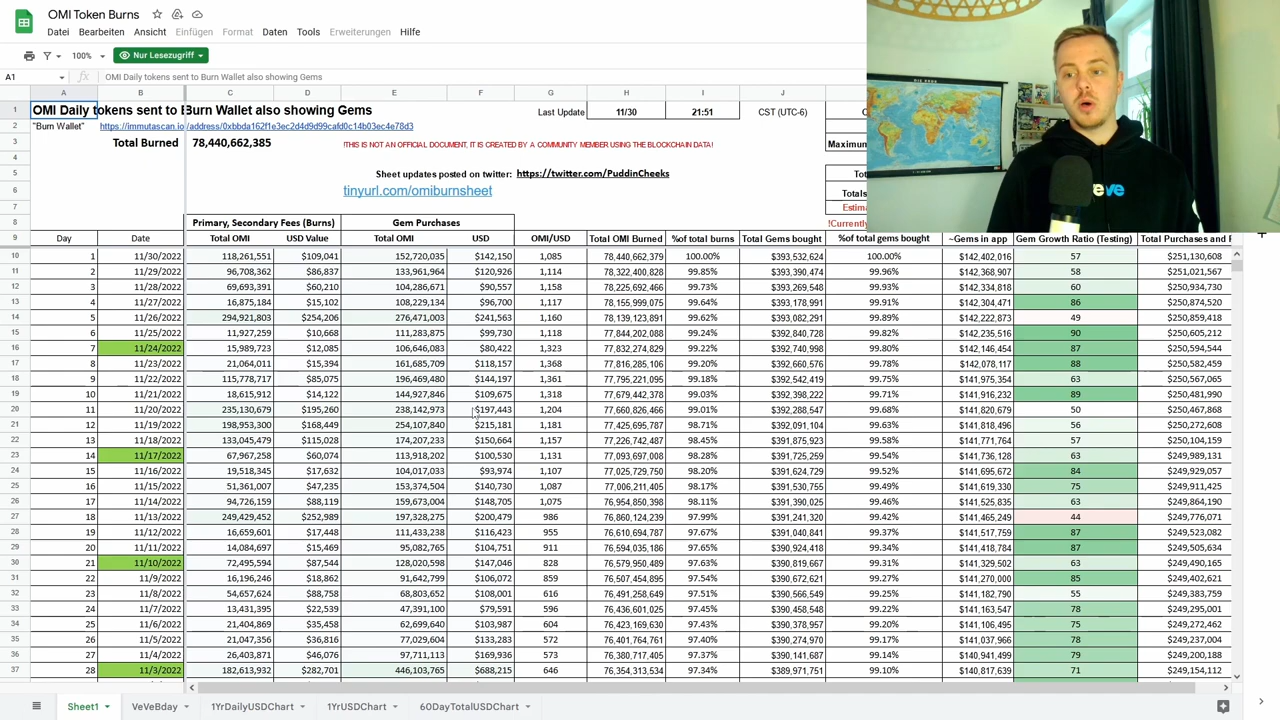 OMI Token Burns
Datei Bearbeiten Ansicht Einfügen Format Daten Tools Erweiterungen Hilfe
100% Nur Lesezugriff
A1 fx OMI Daily tokens sent to Burn Wallet also showing Gems
A B C D E F G H I J
1 OMI Daily tokens sent to Burn Wallet also showing Gems Last Update 11/30 21:51 CST (UTC-6)
2 "Burn Wallet" https://immutascan.io/address/0xbbda162f1e3ec2d4d9d99cafd0c14b03ec4e78d3
3 Total Burned 78,440,662,385 !THIS IS NOT AN OFFICIAL DOCUMENT, IT IS CREATED BY A COMMUNITY MEMBER USING THE BLOCKCHAIN DATA! Maximum
4
5 Sheet updates posted on twitter: https://twitter.com/PuddinCheeks
6 tinyurl.com/omiburnsheet Totals
7 Estim
8 Primary, Secondary Fees (Burns) Gem Purchases !Currently
9 Day Date Total OMI USD Value Total OMI USD OMI/USD Total OMI Burned %of total burns Total Gems bought %of total gems bought ~Gems in app Gem Growth Ratio (Testing) Total Purchases and F
10 1 11/30/2022 118,261,551 $109,041 152,720,035 $142,150 1,085 78,440,662,379 100.00% $393,532,624 100.00% $142,402,016 57 $251,130,608
11 2 11/29/2022 96,708,362 $86,837 133,961,964 $120,926 1,114 78,322,400,828 99.85% $393,390,474 99.96% $142,368,907 58 $251,021,567
12 3 11/28/2022 69,693,391 $60,210 104,286,671 $90,557 1,158 78,225,692,466 99.73% $393,269,548 99.93% $142,334,818 60 $250,934,730
13 4 11/27/2022 16,875,184 $15,102 108,229,134 $96,700 1,117 78,155,999,075 99.64% $393,178,991 99.91% $142,304,471 86 $250,874,520
14 5 11/26/2022 294,921,803 $254,206 276,471,003 $241,563 1,160 78,139,123,891 99.62% $393,082,291 99.89% $142,222,873 49 $250,859,418
15 6 11/25/2022 11,927,259 $10,668 111,283,875 $99,730 1,118 77,844,202,088 99.24% $392,840,728 99.82% $142,235,516 90 $250,605,212
16 7 11/24/2022 15,989,723 $12,085 106,646,083 $80,422 1,323 77,832,274,829 99.22% $392,740,998 99.80% $142,146,454 87 $250,594,544
17 8 11/23/2022 21,064,011 $15,394 161,685,709 $118,157 1,368 77,816,285,106 99.20% $392,660,576 99.78% $142,078,117 88 $250,582,459
18 9 11/22/2022 115,778,717 $85,075 196,469,480 $144,197 1,361 77,795,221,095 99.18% $392,542,419 99.75% $141,975,354 63 $250,567,065
19 10 11/21/2022 18,615,912 $14,122 144,927,846 $109,675 1,318 77,679,442,378 99.03% $392,398,222 99.71% $141,916,232 89 $250,481,990
20 11 11/20/2022 235,130,679 $195,260 238,142,973 $197,443 1,204 77,660,826,466 99.01% $392,288,547 99.68% $141,820,679 50 $250,467,868
21 12 11/19/2022 198,953,300 $168,449 254,107,840 $215,181 1,181 77,425,695,787 98.71% $392,091,104 99.63% $141,818,496 56 $250,272,608
22 13 11/18/2022 133,045,479 $115,028 174,207,233 $150,664 1,157 77,226,742,487 98.45% $391,875,923 99.58% $141,771,764 57 $250,104,159
23 14 11/17/2022 67,967,258 $60,074 113,918,202 $100,530 1,131 77,093,697,008 98.28% $391,725,259 99.54% $141,736,128 63 $249,989,131
24 15 11/16/2022 19,518,345 $17,632 104,017,033 $93,974 1,107 77,025,729,750 98.20% $391,624,729 99.52% $141,695,672 84 $249,929,057
25 16 11/15/2022 51,361,007 $47,235 153,374,504 $140,730 1,087 77,006,211,405 98.17% $391,530,755 99.49% $141,619,330 75 $249,911,425
26 17 11/14/2022 94,726,159 $88,119 159,673,004 $148,705 1,075 76,954,850,398 98.11% $391,390,025 99.46% $141,525,835 63 $249,864,190
27 18 11/13/2022 249,429,452 $252,989 197,328,275 $200,479 986 76,860,124,239 97.99% $391,241,320 99.42% $141,465,249 44 $249,776,071
28 19 11/12/2022 16,659,601 $17,448 111,433,238 $116,423 955 76,610,694,787 97.67% $391,040,841 99.37% $141,517,759 87 $249,523,082
29 20 11/11/2022 14,084,697 $15,469 95,082,765 $104,751 911 76,594,035,186 97.65% $390,924,418 99.34% $141,418,784 87 $249,505,634
30 21 11/10/2022 72,495,594 $87,544 128,020,598 $147,046 828 76,579,950,489 97.63% $390,819,667 99.31% $141,329,502 63 $249,490,165
31 22 11/9/2022 16,196,246 $18,862 91,642,799 $106,072 859 76,507,454,895 97.54% $390,672,621 99.27% $141,270,000 85 $249,402,621
32 23 11/8/2022 54,657,624 $88,758 68,803,652 $108,001 616 76,491,258,649 97.51% $390,566,549 99.25% $141,182,790 55 $249,383,759
33 24 11/7/2022 13,431,395 $22,539 47,391,100 $79,591 596 76,436,601,025 97.45% $390,458,548 99.22% $141,163,547 78 $249,295,001
34 25 11/6/2022 21,404,869 $35,458 62,699,640 $103,987 604 76,423,169,630 97.43% $390,378,957 99.20% $141,106,495 75 $249,272,462
35 26 11/5/2022 21,047,356 $36,816 77,029,604 $133,283 572 76,401,764,761 97.40% $390,274,970 99.17% $141,037,966 78 $249,237,004
36 27 11/4/2022 26,403,871 $46,076 97,711,113 $169,936 573 76,380,717,405 97.38% $390,141,687 99.14% $140,941,499 79 $249,200,188
37 28 11/3/2022 182,613,932 $282,701 446,103,765 $688,215 646 76,354,313,534 97.34% $389,971,751 99.10% $140,817,639 71 $249,154,112
Sheet1 VeVeBday 1YrDailyUSDChart 1YrUSDChart 60DayTotalUSDChart